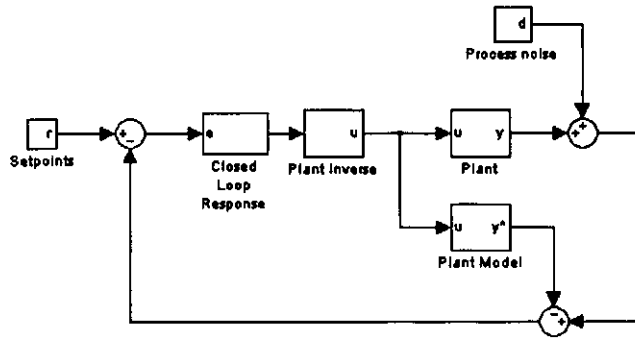 d
Process noise
r
Setpoints
+
-
e
Closed
Loop
Response
u
Plant Inverse
u y
Plant
+ +
u y^
Plant Model
- +